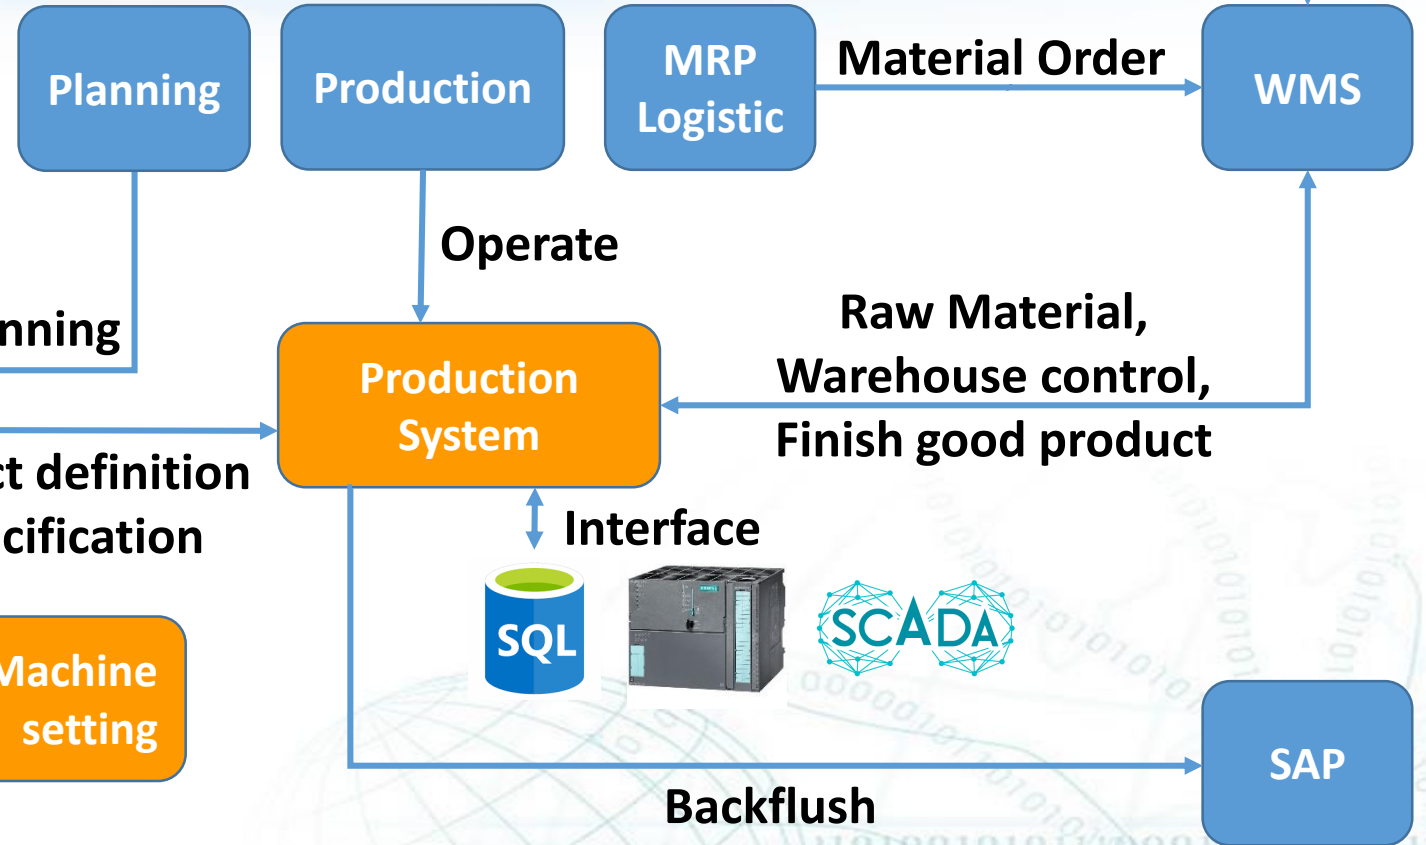 Planning
Production
MRP
Logistic
Material Order
WMS
Operate
nning
Raw Material,
Warehouse control,
Finish good product
Production
System
ct definition
cification
Interface
SQL
SIEMENS
SCADA
Machine
setting
SAP
Backflush